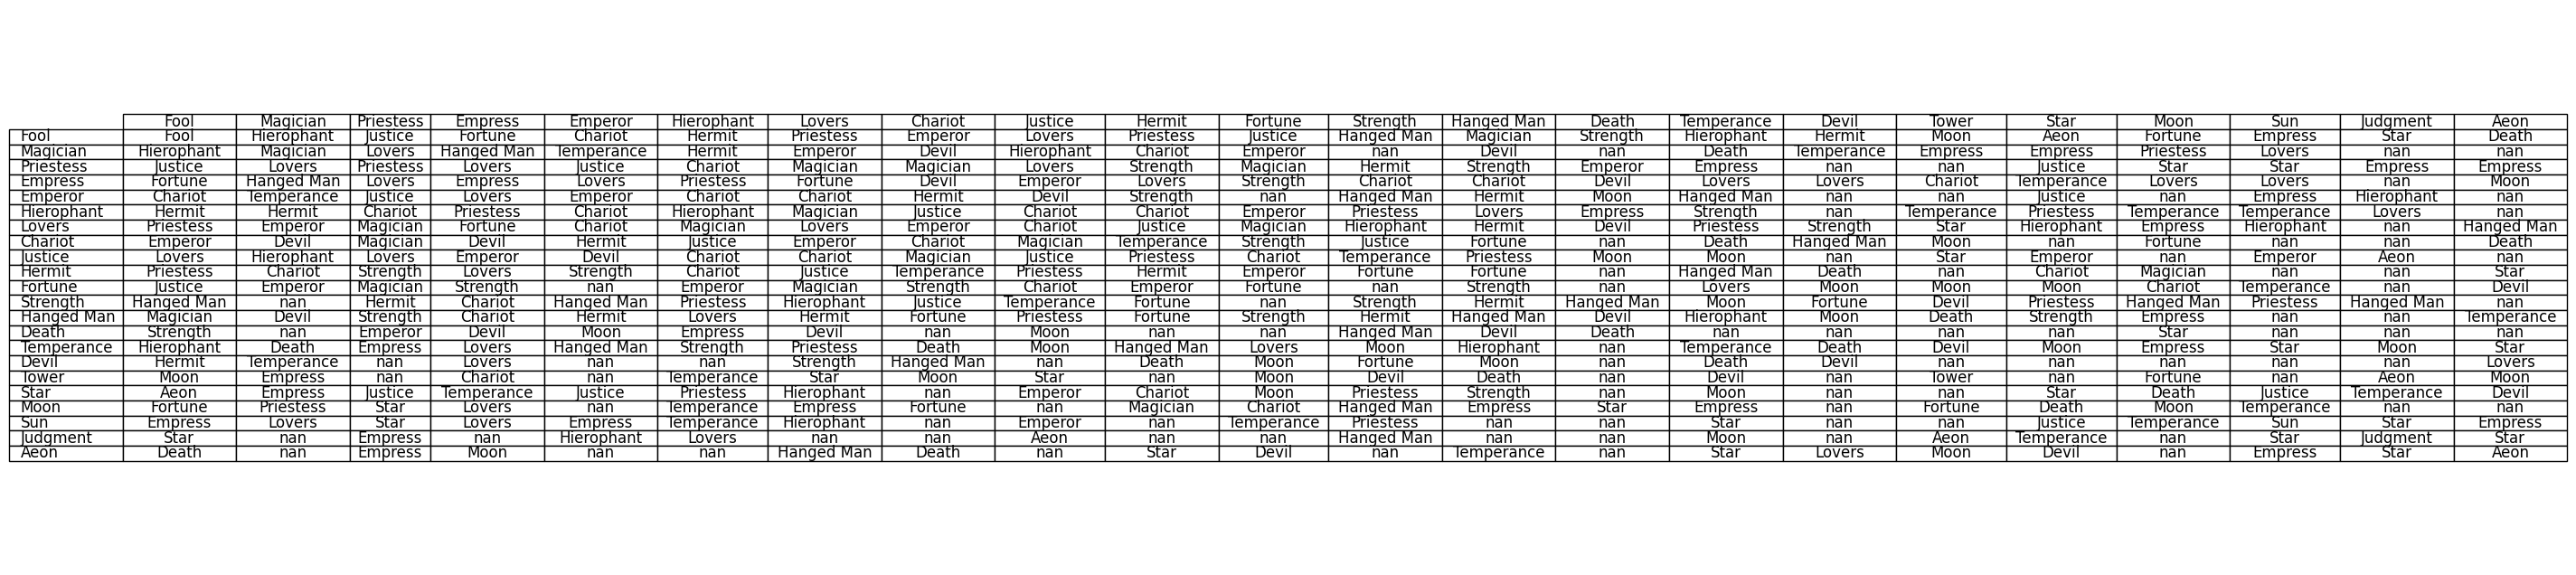 Fool Magician Priestess Empress Emperor Hierophant Lovers Chariot Justice Hermit Fortune Strength Hanged Man Death Temperance Devil Tower Star Moon Sun Judgment Aeon
Fool Fool Hierophant Justice Fortune Chariot Hermit Priestess Emperor Lovers Priestess Justice Hanged Man Magician Strength Hierophant Hermit Moon Aeon Fortune Empress Star Death
Magician Hierophant Magician Lovers Hanged Man Temperance Hermit Emperor Devil Hierophant Chariot Emperor nan Devil nan Death Temperance Empress Empress Priestess Lovers nan nan
Priestess Justice Lovers Priestess Lovers Justice Chariot Magician Magician Lovers Strength Magician Hermit Strength Emperor Empress nan nan Justice Star Star Empress Empress
Empress Fortune Hanged Man Lovers Empress Lovers Priestess Fortune Devil Emperor Lovers Strength Chariot Chariot Devil Lovers Lovers Chariot Temperance Lovers Lovers nan Moon
Emperor Chariot Temperance Justice Lovers Emperor Chariot Chariot Hermit Devil Strength nan Hanged Man Hermit Moon Hanged Man nan nan Justice nan Empress Hierophant nan
Hierophant Hermit Hermit Chariot Priestess Chariot Hierophant Magician Justice Chariot Chariot Emperor Priestess Lovers Empress Strength nan Temperance Priestess Temperance Temperance Lovers nan
Lovers Priestess Emperor Magician Fortune Chariot Magician Lovers Emperor Chariot Justice Magician Hierophant Hermit Devil Priestess Strength Star Hierophant Empress Hierophant nan Hanged Man
Chariot Emperor Devil Magician Devil Hermit Justice Emperor Chariot Magician Temperance Strength Justice Fortune nan Death Hanged Man Moon nan Fortune nan nan Death
Justice Lovers Hierophant Lovers Emperor Devil Chariot Chariot Magician Justice Priestess Chariot Temperance Priestess Moon Moon nan Star Emperor nan Emperor Aeon nan
Hermit Priestess Chariot Strength Lovers Strength Chariot Justice Temperance Priestess Hermit Emperor Fortune Fortune nan Hanged Man Death nan Chariot Magician nan nan Star
Fortune Justice Emperor Magician Strength nan Emperor Magician Strength Chariot Emperor Fortune nan Strength nan Lovers Moon Moon Moon Chariot Temperance nan Devil
Strength Hanged Man nan Hermit Chariot Hanged Man Priestess Hierophant Justice Temperance Fortune nan Strength Hermit Hanged Man Moon Fortune Devil Priestess Hanged Man Priestess Hanged Man nan
Hanged Man Magician Devil Strength Chariot Hermit Lovers Hermit Fortune Priestess Fortune Strength Hermit Hanged Man Devil Hierophant Moon Death Strength Empress nan nan Temperance
Death Strength nan Emperor Devil Moon Empress Devil nan Moon nan nan Hanged Man Devil Death nan nan nan nan Star nan nan nan
Temperance Hierophant Death Empress Lovers Hanged Man Strength Priestess Death Moon Hanged Man Lovers Moon Hierophant nan Temperance Death Devil Moon Empress Star Moon Star
Devil Hermit Temperance nan Lovers nan nan Strength Hanged Man nan Death Moon Fortune Moon nan Death Devil nan nan nan nan nan Lovers
Tower Moon Empress nan Chariot nan Temperance Star Moon Star nan Moon Devil Death nan Devil nan Tower nan Fortune nan Aeon Moon
Star Aeon Empress Justice Temperance Justice Priestess Hierophant nan Emperor Chariot Moon Priestess Strength nan Moon nan nan Star Death Justice Temperance Devil
Moon Fortune Priestess Star Lovers nan Temperance Empress Fortune nan Magician Chariot Hanged Man Empress Star Empress nan Fortune Death Moon Temperance nan nan
Sun Empress Lovers Star Lovers Empress Temperance Hierophant nan Emperor nan Temperance Priestess nan nan Star nan nan Justice Temperance Sun Star Empress
Judgment Star nan Empress nan Hierophant Lovers nan nan Aeon nan nan Hanged Man nan nan Moon nan Aeon Temperance nan Star Judgment Star
Aeon Death nan Empress Moon nan nan Hanged Man Death nan Star Devil nan Temperance nan Star Lovers Moon Devil nan Empress Star Aeon